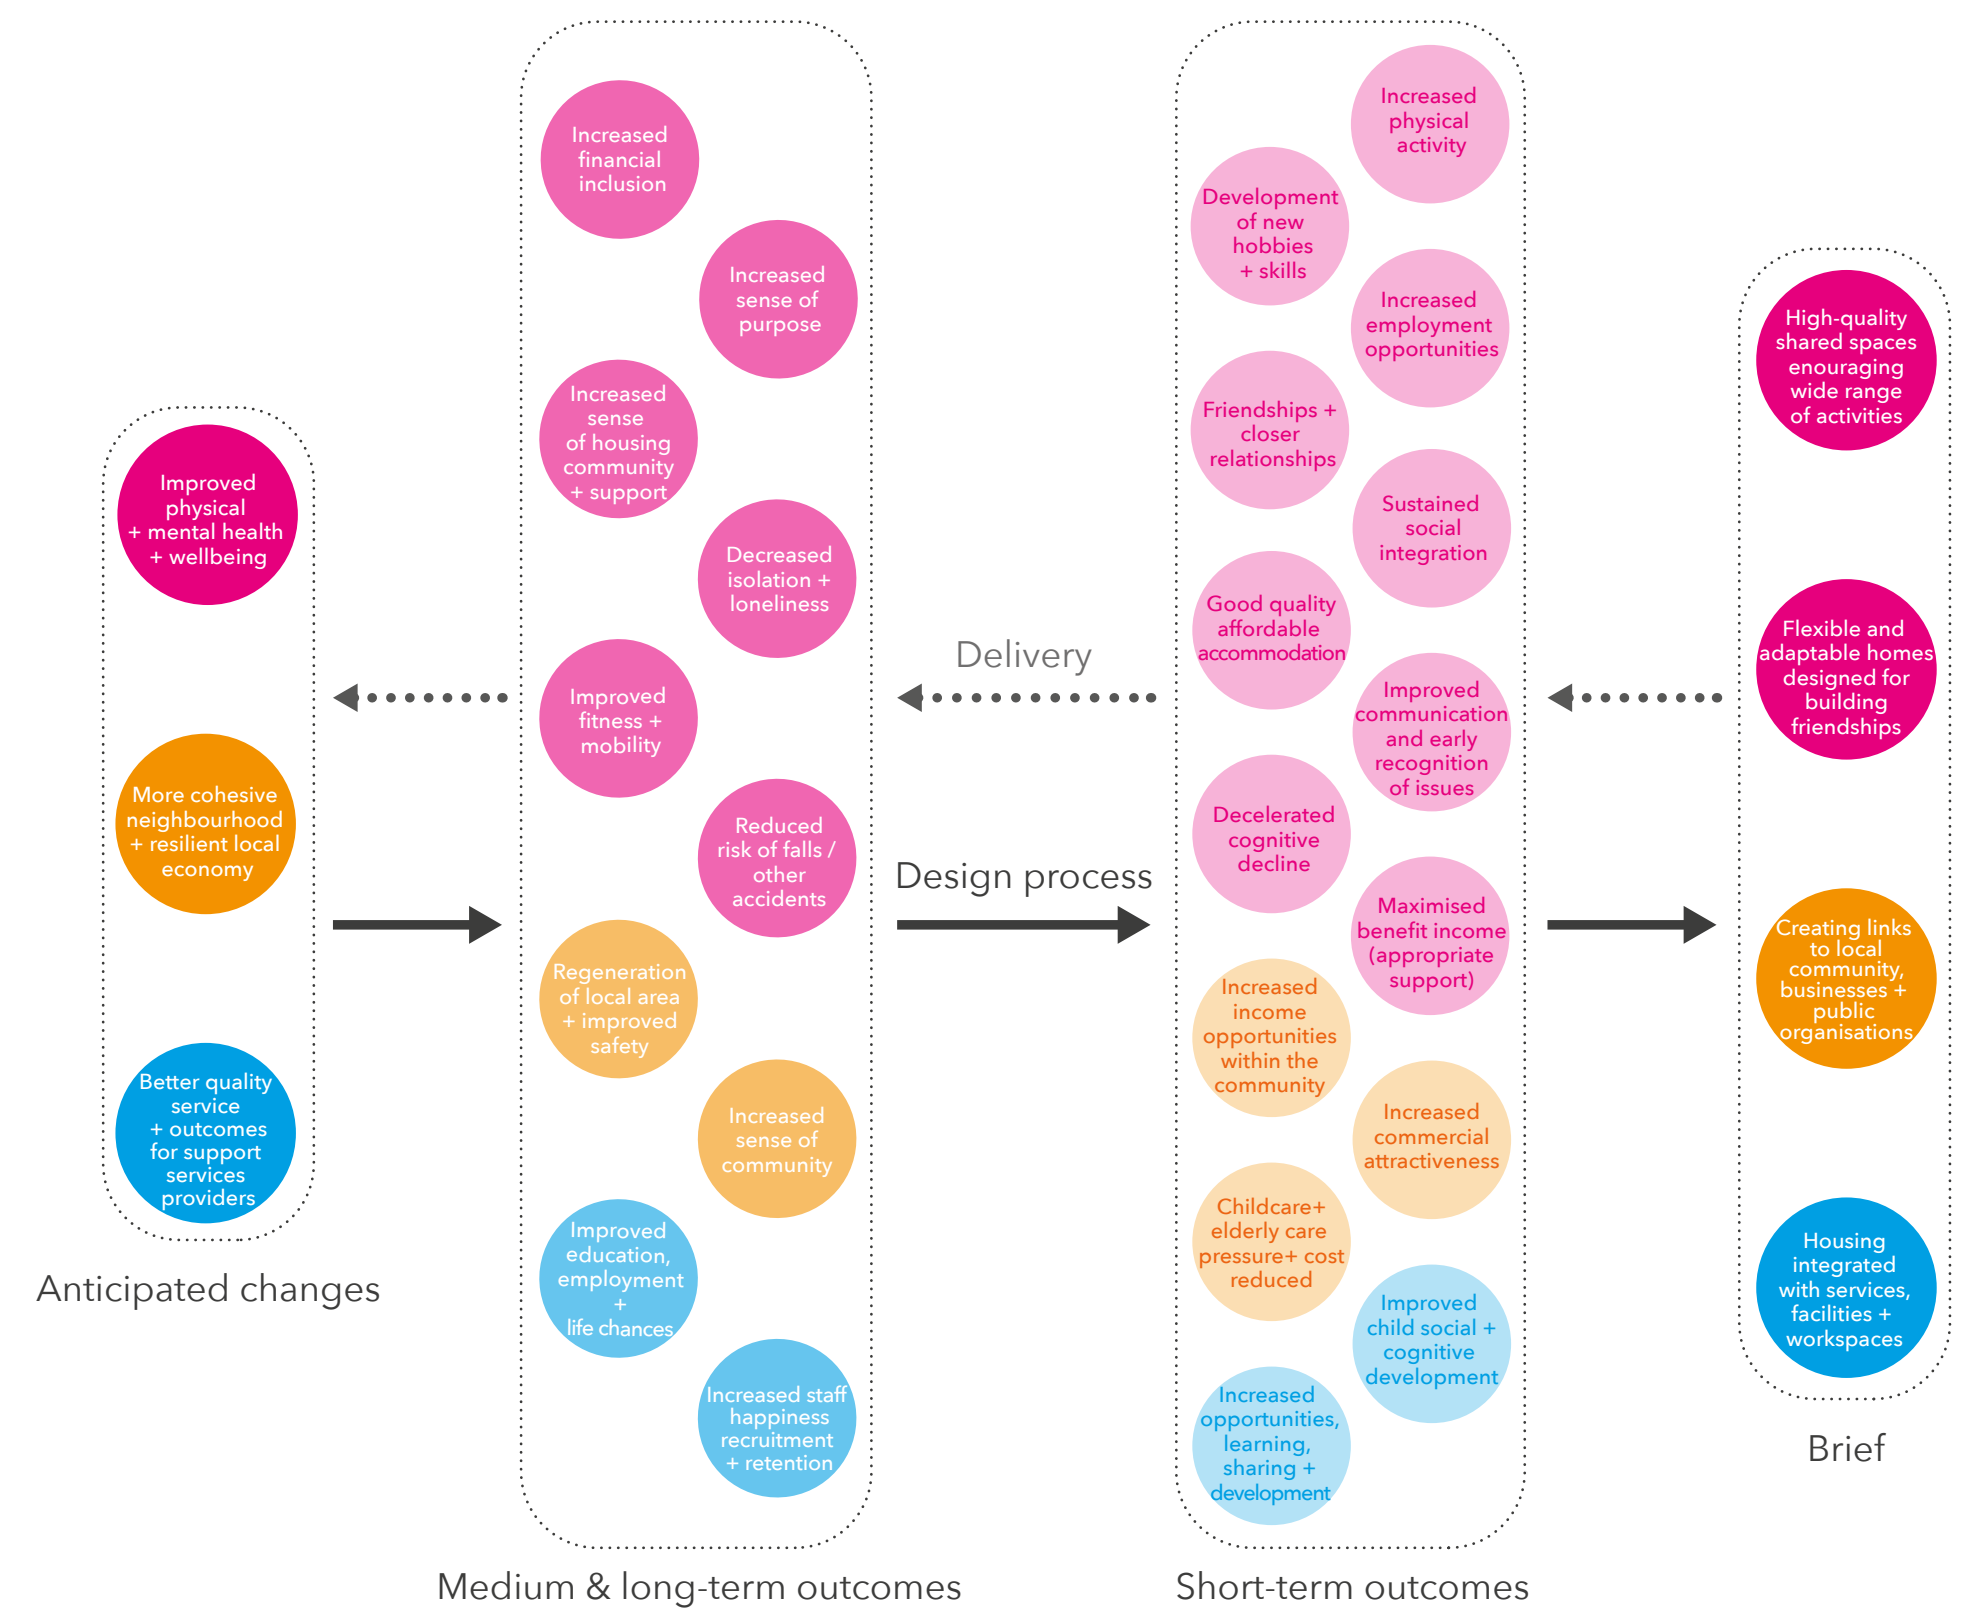 Improved
physical
+ mental health
+ wellbeing
More cohesive
neighbourhood
+ resilient local
economy
Better quality
service
+ outcomes
for support
services
providers
Anticipated changes
Increased
financial
inclusion
Increased
sense of
purpose
Increased
sense
of housing
community
+ support
Decreased
isolation +
loneliness
Improved
fitness +
mobility
Reduced
risk of falls /
other
accidents
Regeneration
of local area
+ improved
safety
Increased
sense of
community
Improved
education,
employment
+
life chances
Increased staff
happiness
recruitment
+ retention
Medium & long-term outcomes
Delivery
Design process
Increased
physical
activity
Development
of new
hobbies
+ skills
Increased
employment
opportunities
Friendships +
closer
relationships
Sustained
social
integration
Good quality
affordable
accommodation
Improved
communication
and early
recognition
of issues
Decelerated
cognitive
decline
Maximised
benefit income
(appropriate
support)
Increased
income
opportunities
within the
community
Increased
commercial
attractiveness
Childcare+
elderly care
pressure+ cost
reduced
Improved
child social +
cognitive
development
Increased
opportunities,
learning,
sharing +
development
Short-term outcomes
High-quality
shared spaces
enouraging
wide range
of activities
Flexible and
adaptable homes
designed for
building
friendships
Creating links
to local
community,
businesses +
public
organisations
Housing
integrated
with services,
facilities +
workspaces
Brief